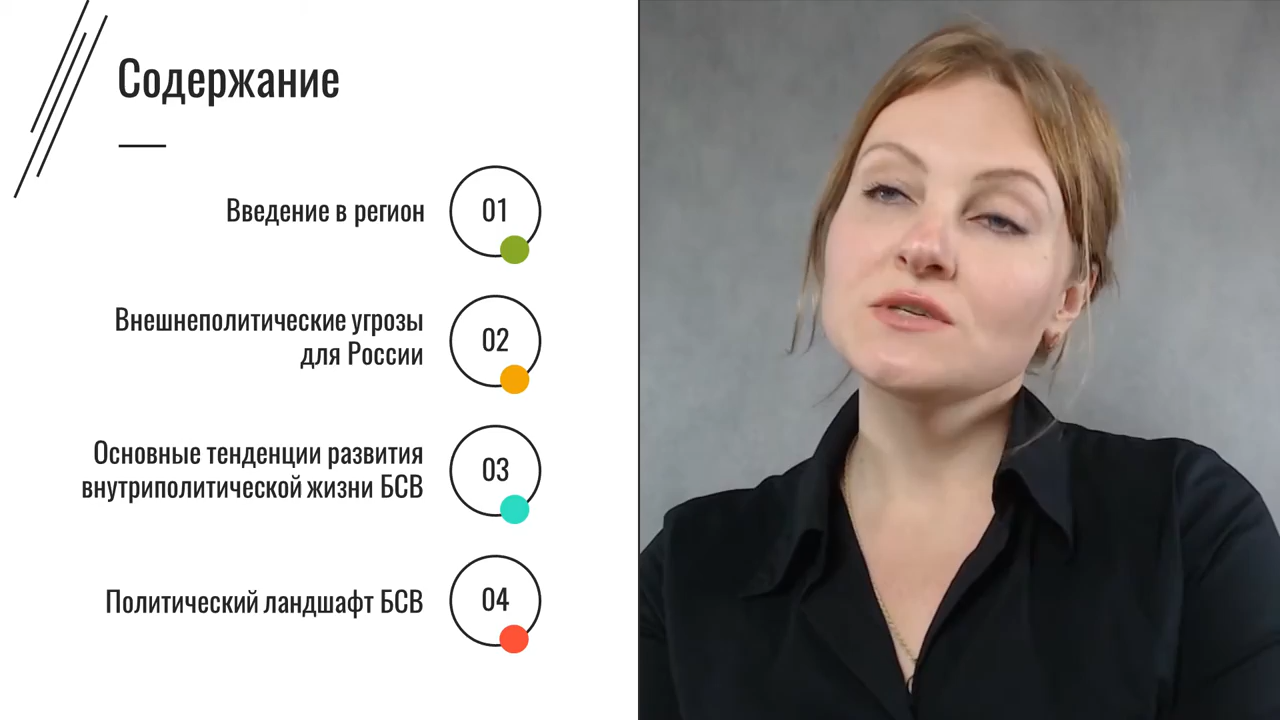 Содержание
Введение в регион
01
Внешнеполитические угрозы
для России
02
Основные тенденции развития
внутриполитической жизни БСВ
03
Политический ландшафт БСВ
04